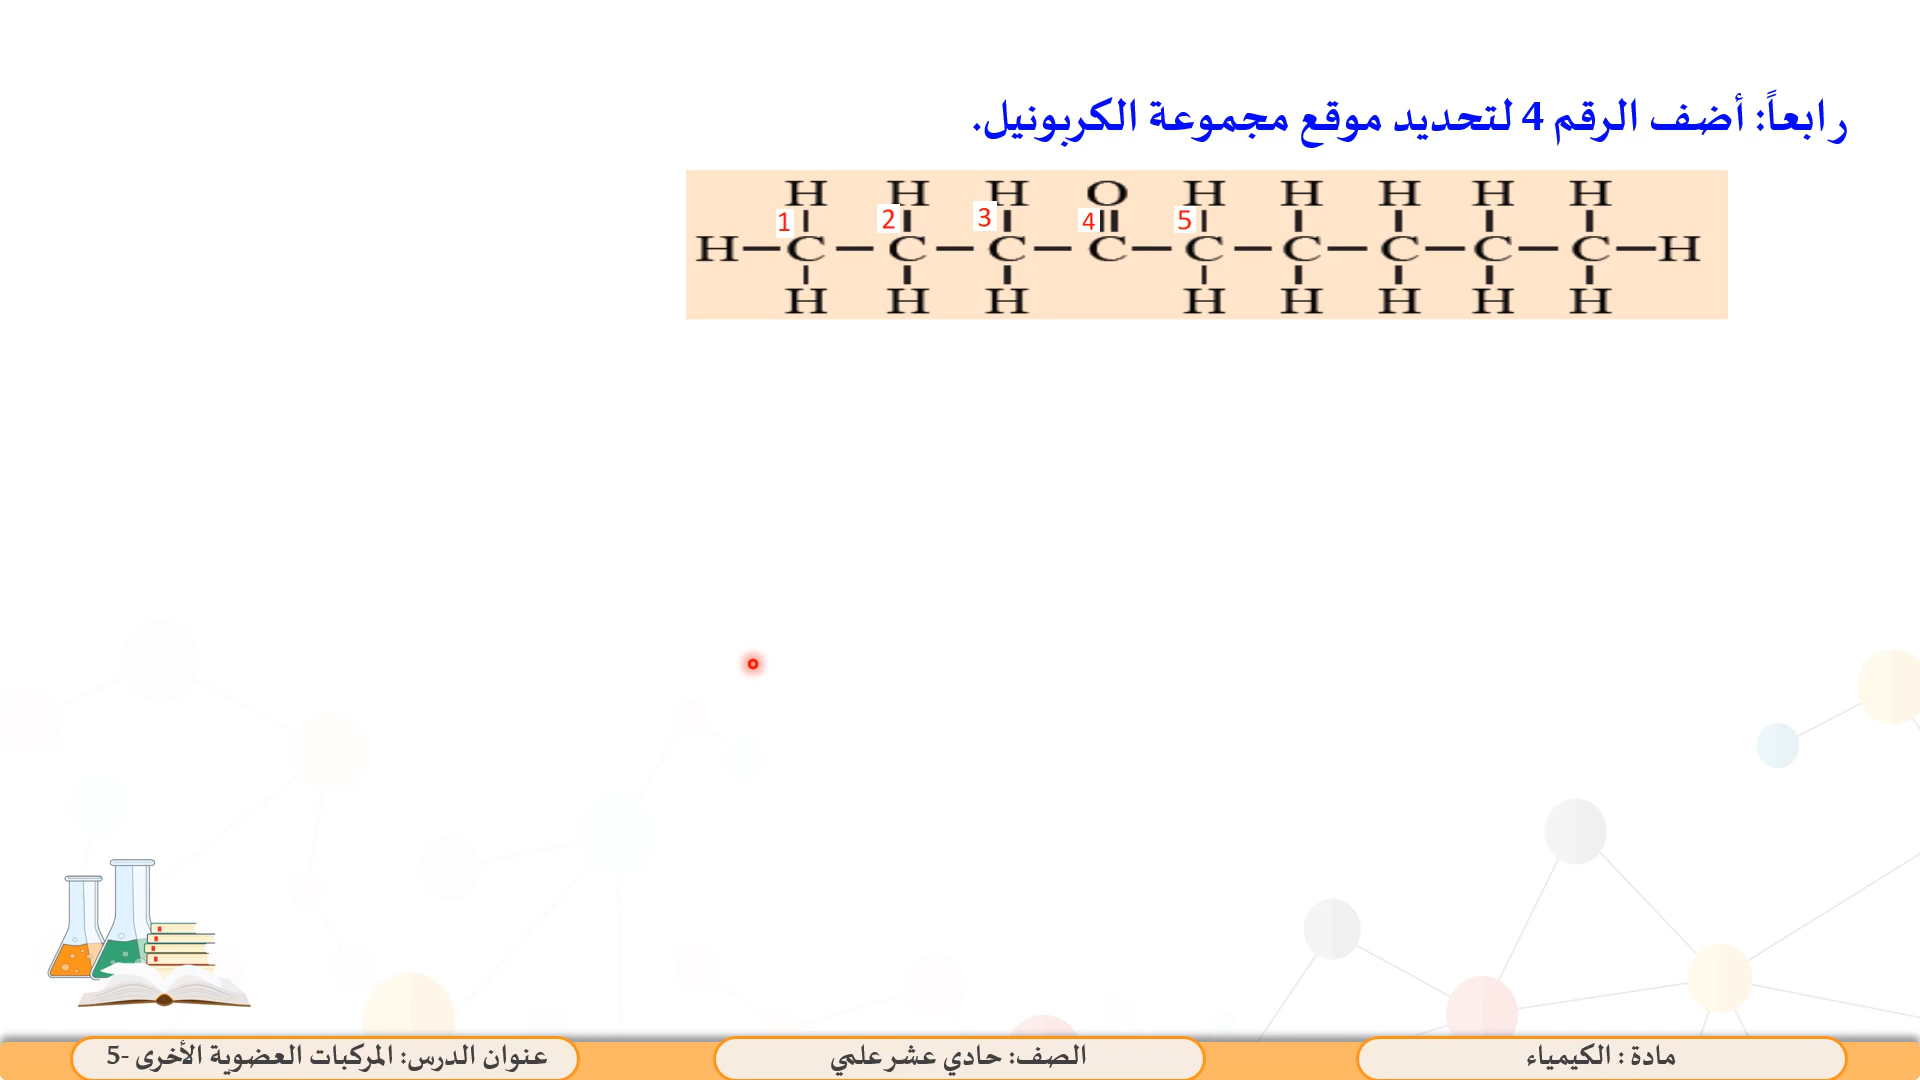 رابعاً: أضف الرقم 4 لتحديد موقع مجموعة الكربونيل.
H H H O H H H H H
1 2 3 4 5
H—C—C—C—C—C—C—C—C—C—H
H H H H H H H H
مادة : الكيمياء
الصف: حادي عشر علمي
عنوان الدرس: المركبات العضوية الأخرى -5